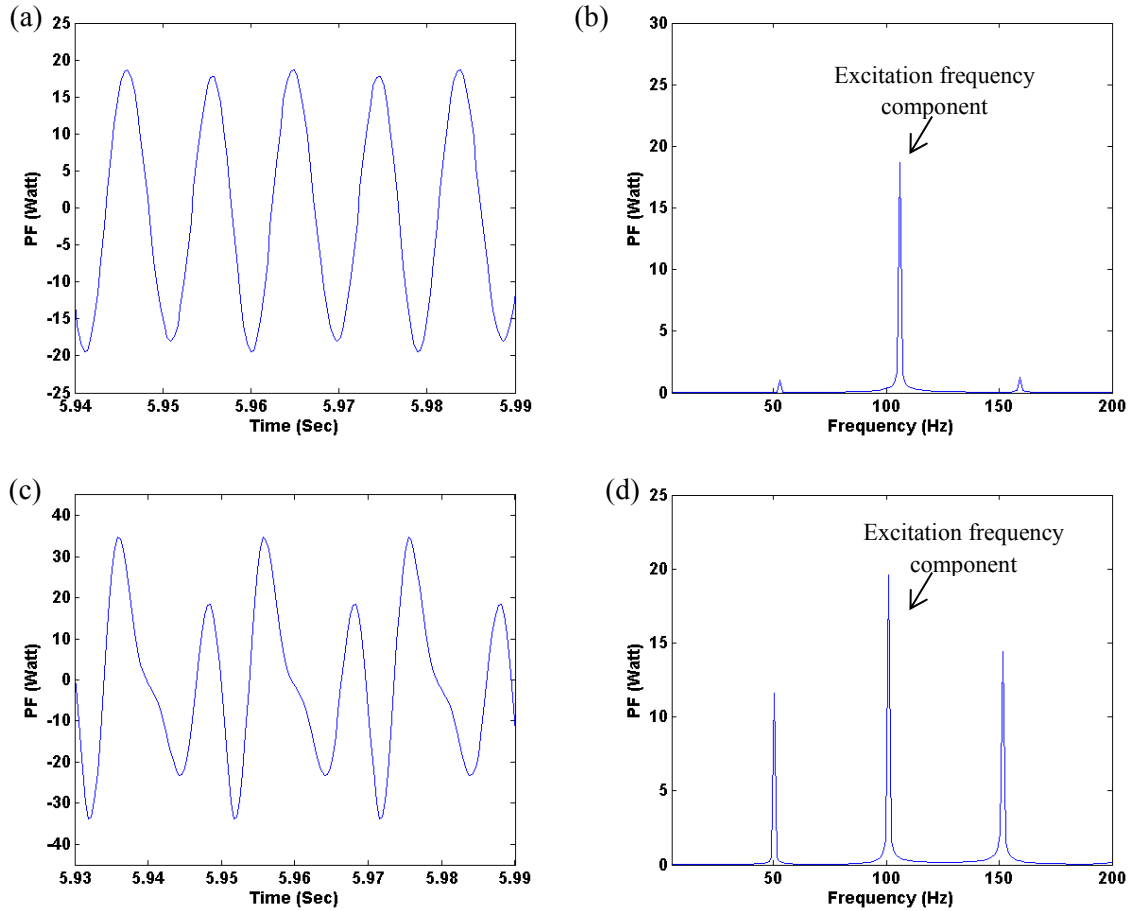 (a)
25
20
15
10
5
0
-5
-10
-15
-20
-25
PF (Watt)
5.94 5.95 5.96 5.97 5.98 5.99
Time (Sec)
(b)
30
25
20
15
10
5
0
PF (Watt)
Excitation frequency
component
50 100 150 200
Frequency (Hz)
(c)
40
30
20
10
0
-10
-20
-30
-40
PF (Watt)
5.93 5.94 5.95 5.96 5.97 5.98 5.99
Time (Sec)
(d)
25
20
15
10
5
0
PF (Watt)
Excitation frequency
component
50 100 150 200
Frequency (Hz)